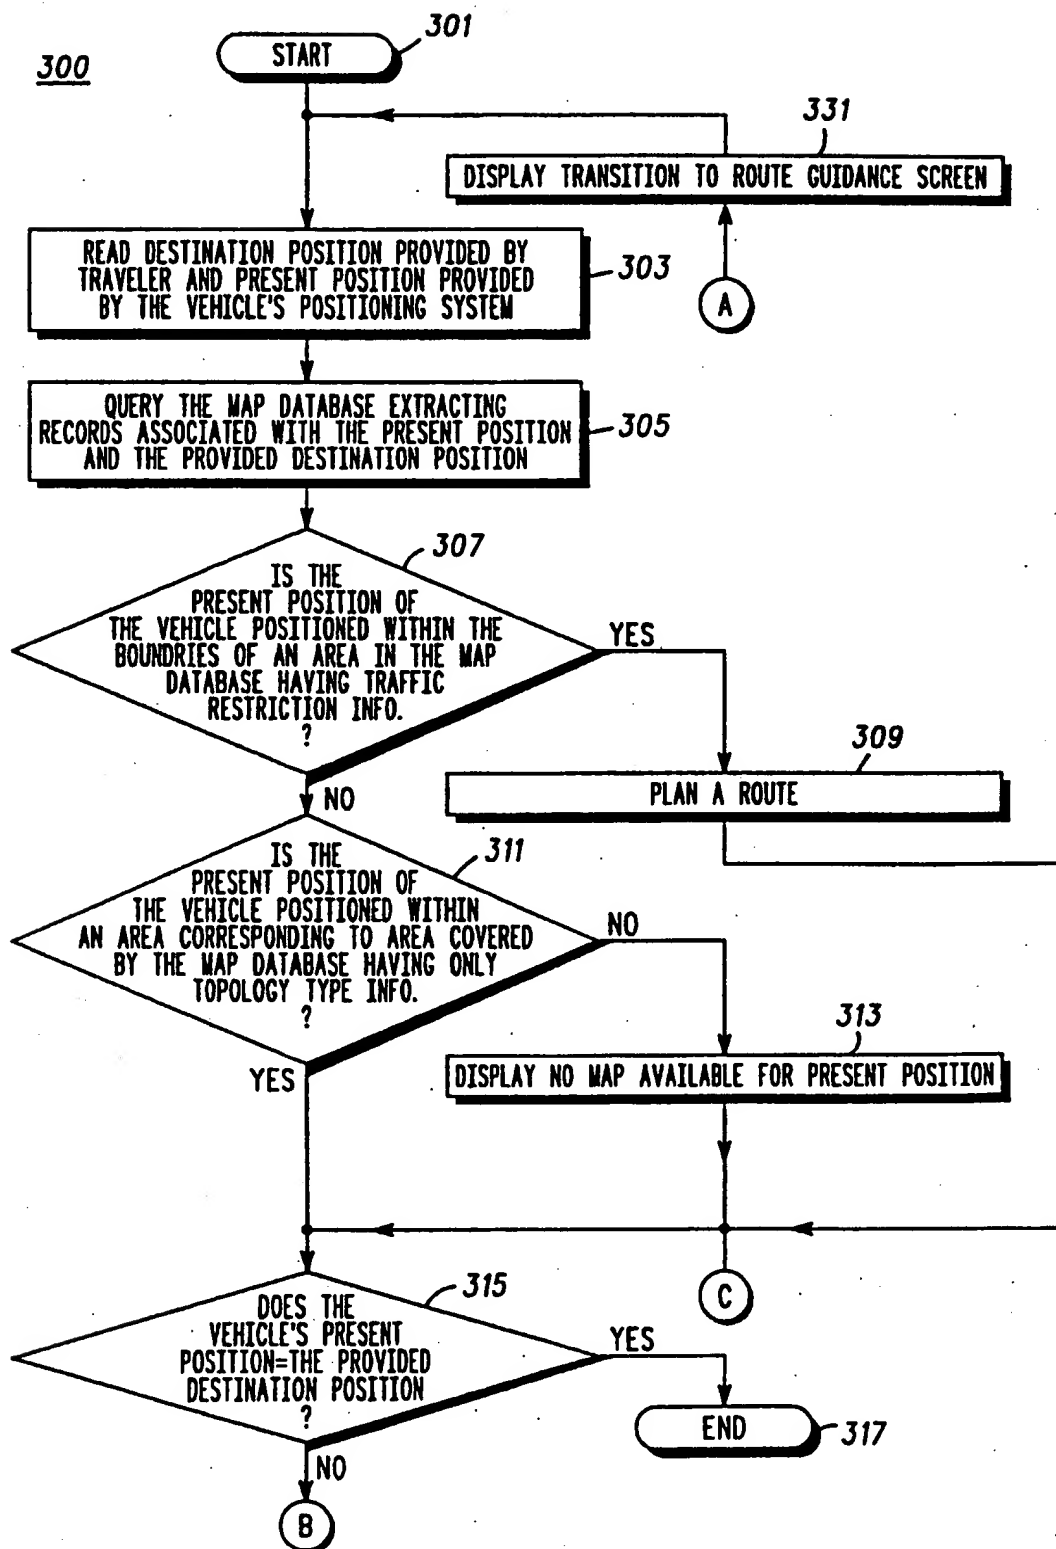 300
START
301
331
DISPLAY TRANSITION TO ROUTE GUIDANCE SCREEN
A
READ DESTINATION POSITION PROVIDED BY
TRAVELER AND PRESENT POSITION PROVIDED
BY THE VEHICLE'S POSITIONING SYSTEM
303
QUERY THE MAP DATABASE EXTRACTING
RECORDS ASSOCIATED WITH THE PRESENT POSITION
AND THE PROVIDED DESTINATION POSITION
305
307
IS THE
PRESENT POSITION OF
THE VEHICLE POSITIONED WITHIN THE
BOUNDRIES OF AN AREA IN THE MAP
DATABASE HAVING TRAFFIC
RESTRICTION INFO.
?
YES
NO
309
PLAN A ROUTE
311
IS THE
PRESENT POSITION OF
THE VEHICLE POSITIONED WITHIN
AN AREA CORRESPONDING TO AREA COVERED
BY THE MAP DATABASE HAVING ONLY
TOPOLOGY TYPE INFO.
?
NO
YES
313
DISPLAY NO MAP AVAILABLE FOR PRESENT POSITION
C
315
DOES THE
VEHICLE'S PRESENT
POSITION=THE PROVIDED
DESTINATION POSITION
?
YES
END
317
NO
B